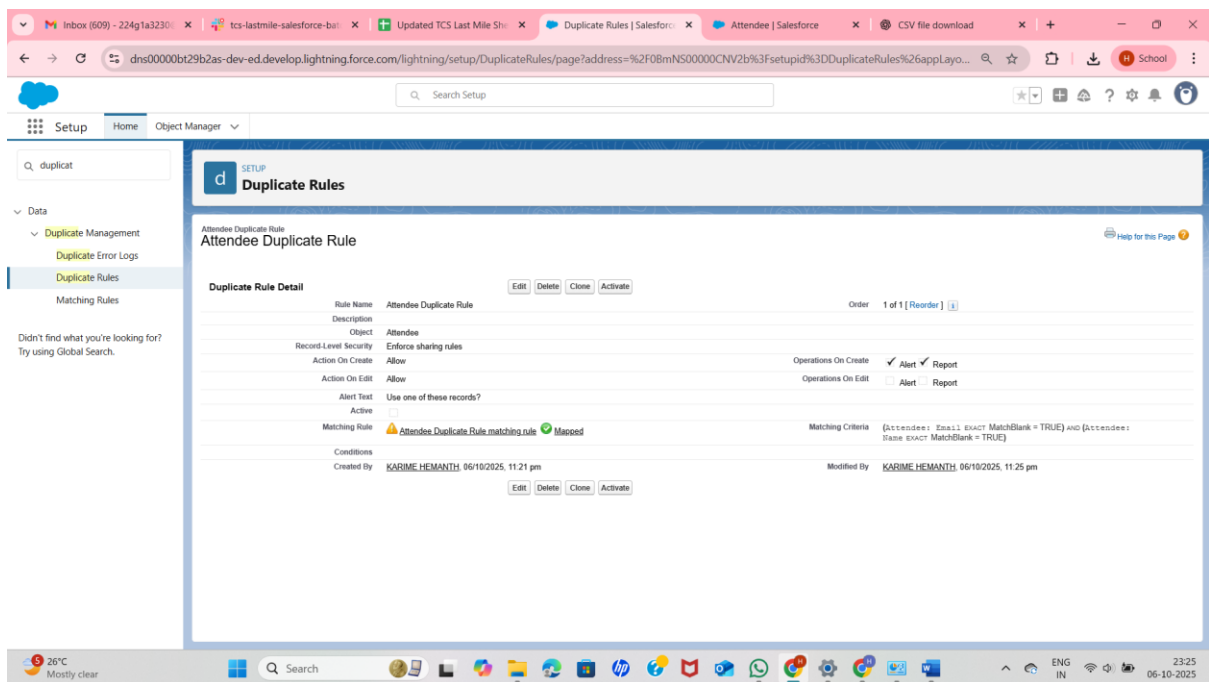 Inbox (609) - 224g1a3230
tcs-lastmile-salesforce-bat
Updated TCS Last Mile She
Duplicate Rules | Salesforc
Attendee | Salesforce
CSV file download
dns00000bt29b2as-dev-ed.develop.lightning.force.com/lightning/setup/DuplicateRules/page?address=%2F0BmNS00000CNV2b%3Fsetupid%3DDuplicateRules%26appLayo...
H School
Search Setup
Setup Home Object Manager
duplicat
SETUP
Duplicate Rules
Data
Duplicate Management
Duplicate Error Logs
Duplicate Rules
Matching Rules
Didn't find what you're looking for?
Try using Global Search.
Attendee Duplicate Rule
Attendee Duplicate Rule
Help for this Page
Duplicate Rule Detail Edit Delete Clone Activate
Rule Name Attendee Duplicate Rule Order 1 of 1 [ Reorder ] i
Description
Object Attendee
Record-Level Security Enforce sharing rules
Action On Create Allow Operations On Create Alert Report
Action On Edit Allow Operations On Edit Alert Report
Alert Text Use one of these records?
Active
Matching Rule Attendee Duplicate Rule matching rule Mapped Matching Criteria (Attendee: Email EXACT MatchBlank = TRUE) AND (Attendee:
Name EXACT MatchBlank = TRUE)
Conditions
Created By KARIME HEMANTH, 06/10/2025, 11:21 pm Modified By KARIME HEMANTH, 06/10/2025, 11:25 pm
Edit Delete Clone Activate
5 26°C
Mostly clear
Search
ENG
IN
23:25
06-10-2025